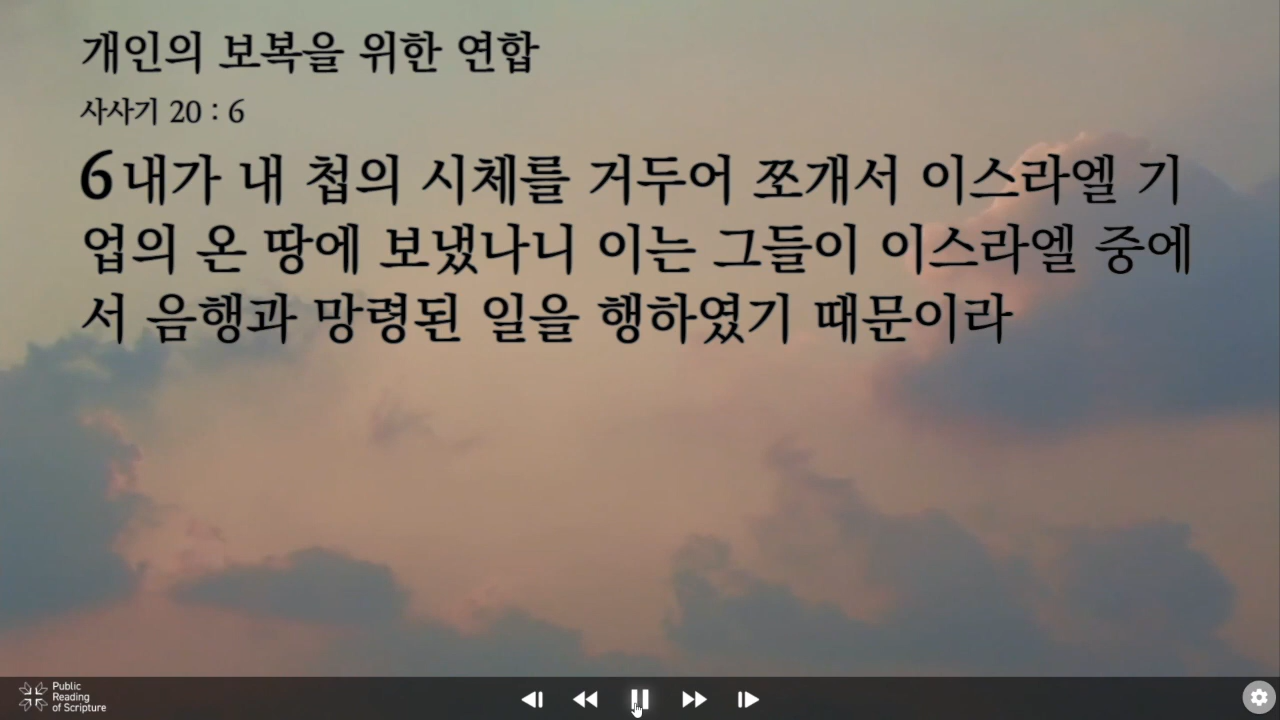 개인의 보복을 위한 연합
사사기 20 : 6
6 내가 내 첩의 시체를 거두어 쪼개서 이스라엘 기
업의 온 땅에 보냈나니 이는 그들이 이스라엘 중에
서 음행과 망령된 일을 행하였기 때문이라
Public
Reading
of Scripture